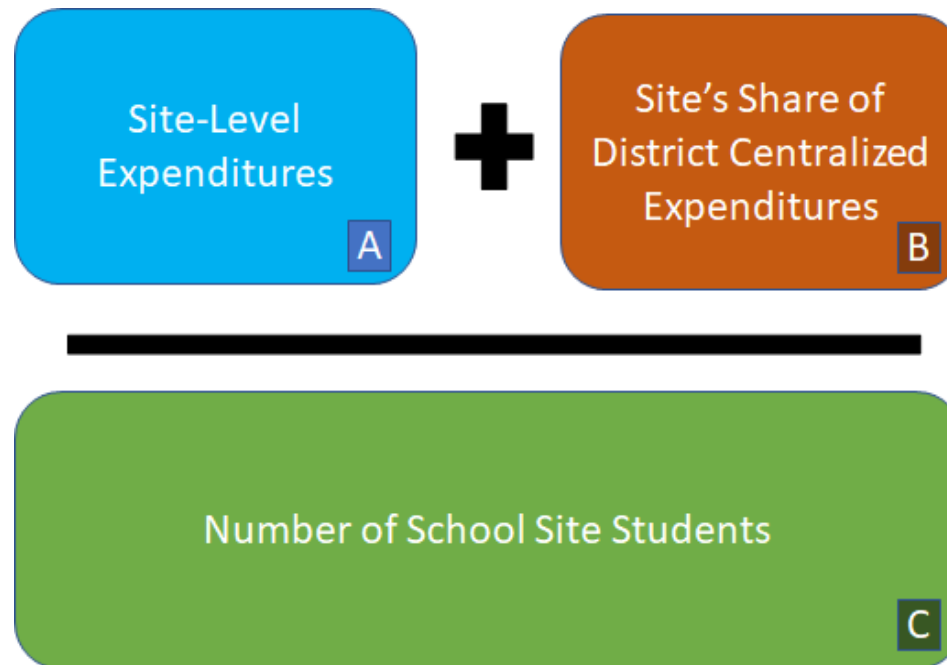 Site-Level
Expenditures
A
Site’s Share of
District Centralized
Expenditures
B
Number of School Site Students
C